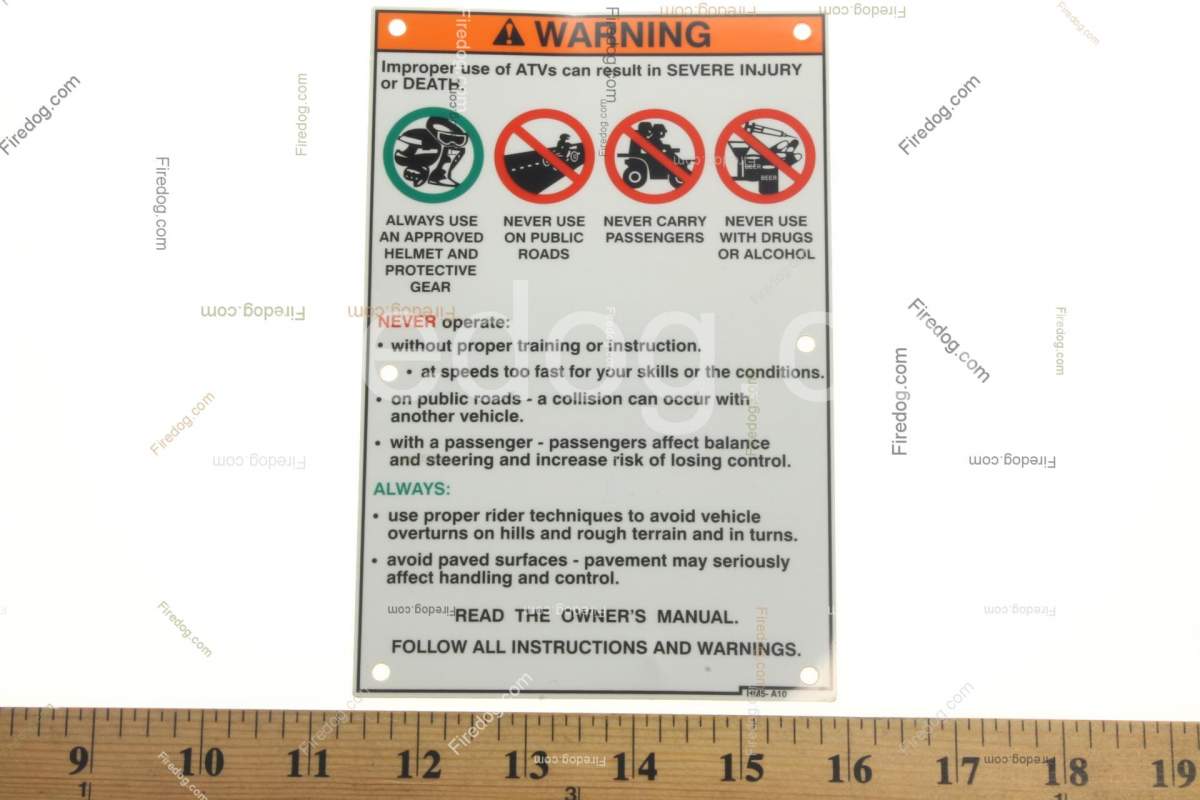 WARNING
Improper use of ATVs can result in SEVERE INJURY
or DEATH.
BEER
BEER
ALWAYS USE
AN APPROVED
HELMET AND
PROTECTIVE
GEAR
NEVER USE
ON PUBLIC
ROADS
NEVER CARRY
PASSENGERS
NEVER USE
WITH DRUGS
OR ALCOHOL
NEVER operate:
• without proper training or instruction.
• at speeds too fast for your skills or the conditions.
• on public roads - a collision can occur with
another vehicle.
• with a passenger - passengers affect balance
and steering and increase risk of losing control.
ALWAYS:
• use proper rider techniques to avoid vehicle
overturns on hills and rough terrain and in turns.
• avoid paved surfaces - pavement may seriously
affect handling and control.
READ THE OWNER'S MANUAL.
FOLLOW ALL INSTRUCTIONS AND WARNINGS.
HM5- A10
9 10 11 12 13 14 15 16 17 18 19
Firedog.com